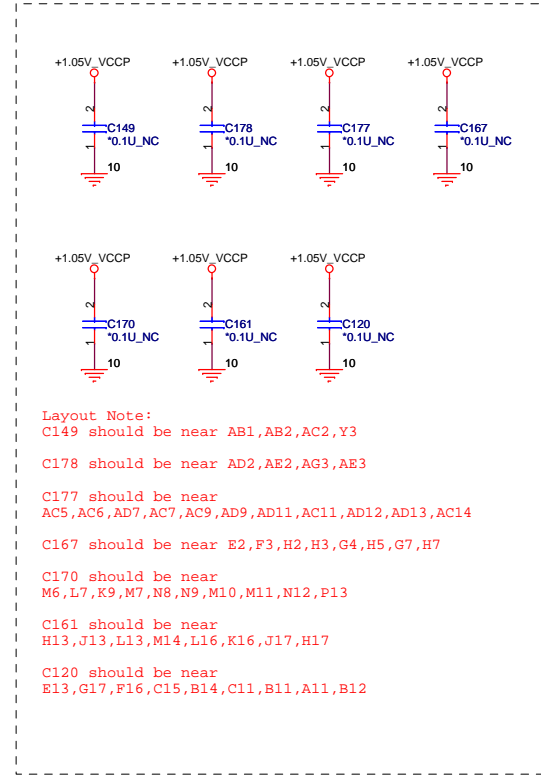 +1.05V_VCCP +1.05V_VCCP +1.05V_VCCP +1.05V_VCCP
2 2 2 2
C149 C178 C177 C167
*0.1U_NC *0.1U_NC *0.1U_NC *0.1U_NC
1 1 1 1
10 10 10 10
+1.05V_VCCP +1.05V_VCCP +1.05V_VCCP
2 2 2
C170 C161 C120
*0.1U_NC *0.1U_NC *0.1U_NC
1 1 1
10 10 10
Layout Note:
C149 should be near AB1,AB2,AC2,Y3
C178 should be near AD2,AE2,AG3,AE3
C177 should be near
AC5,AC6,AD7,AC7,AC9,AD9,AD11,AC11,AD12,AD13,AC14
C167 should be near E2,F3,H2,H3,G4,H5,G7,H7
C170 should be near
M6,L7,K9,M7,N8,N9,M10,M11,N12,P13
C161 should be near
H13,J13,L13,M14,L16,K16,J17,H17
C120 should be near
E13,G17,F16,C15,B14,C11,B11,A11,B12